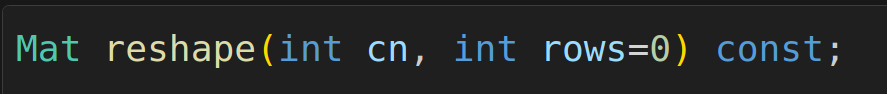 Mat reshape(int cn, int rows=0) const;